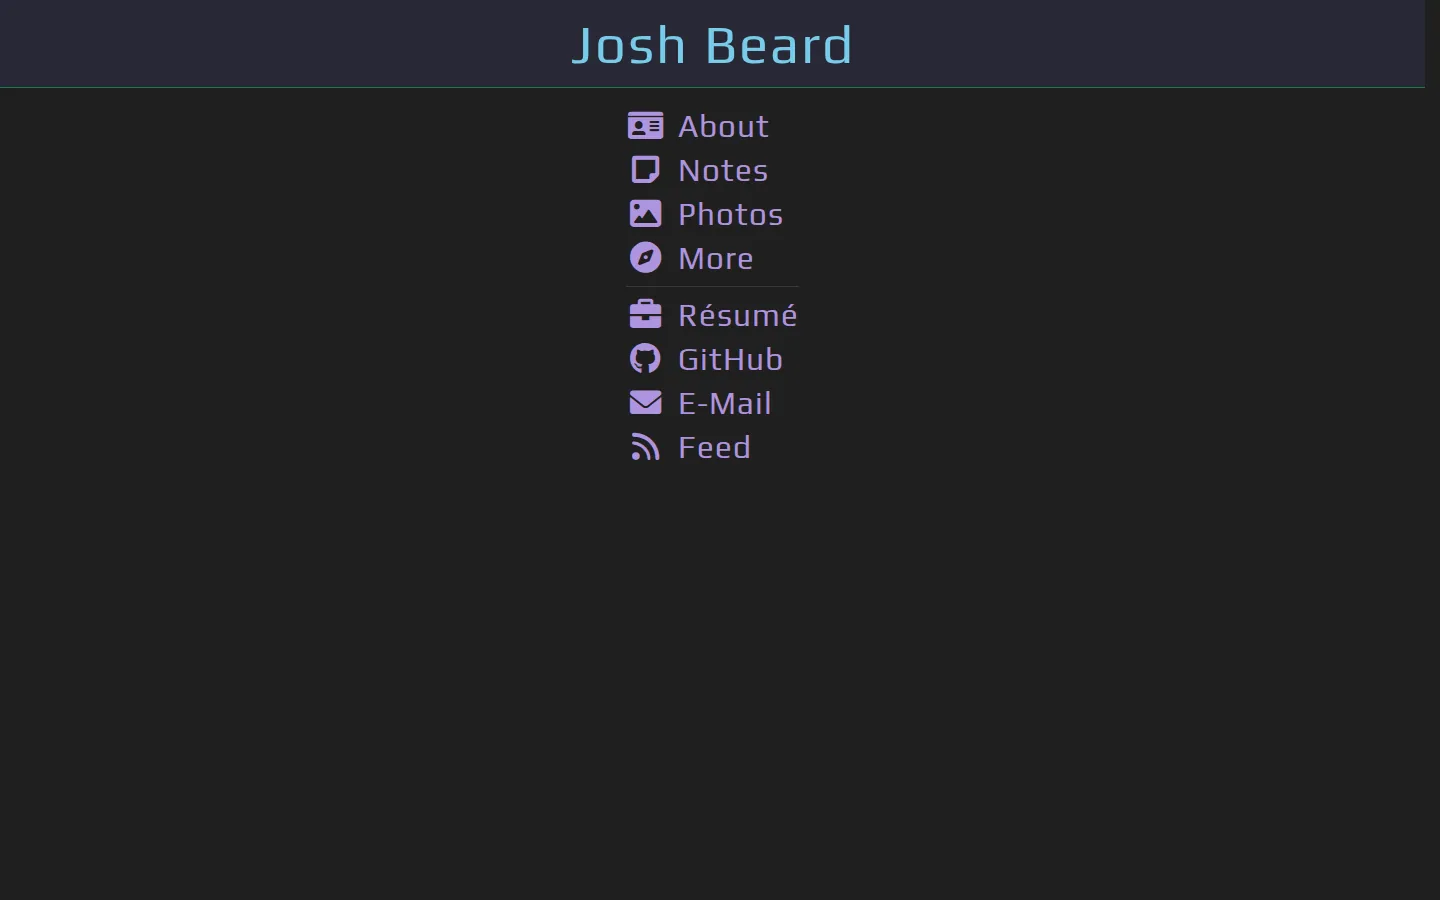 Josh Beard
About
Notes
Photos
More
Résumé
GitHub
E-Mail
Feed